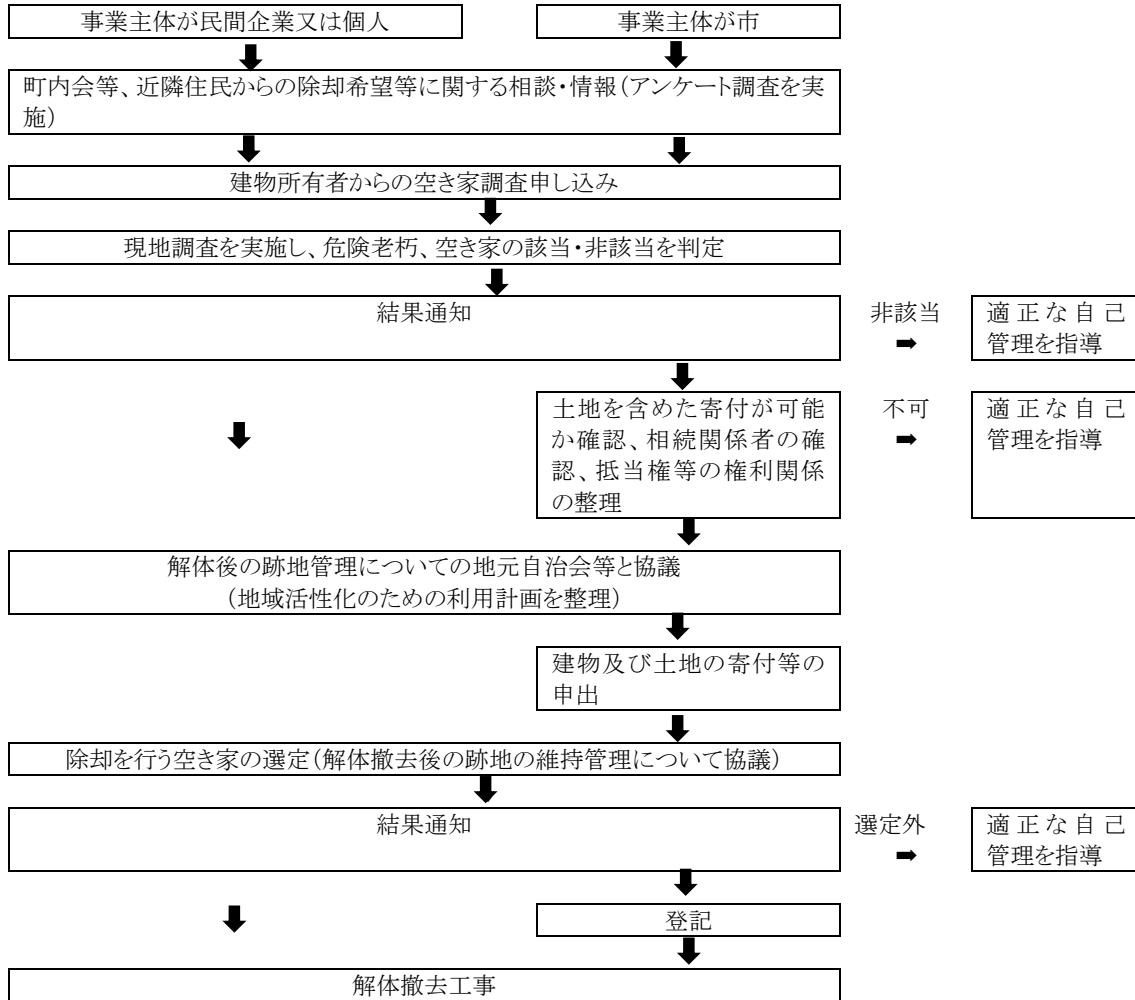 事業主体が民間企業又は個人
事業主体が市
町内会等、近隣住民からの除却希望等に関する相談・情報(アンケート調査を実
施)
建物所有者からの空き家調査申し込み
現地調査を実施し、危険老朽、空き家の該当・非該当を判定
結果通知
非該当
適正な自己
管理を指導
土地を含めた寄付が可能
か確認、相続関係者の確
認、抵当権等の権利関係
の整理
不可
適正な自己
管理を指導
解体後の跡地管理についての地元自治会等と協議
(地域活性化のための利用計画を整理)
建物及び土地の寄付等の
申出
除却を行う空き家の選定(解体撤去後の跡地の維持管理について協議)
結果通知
選定外
適正な自己
管理を指導
登記
解体撤去工事